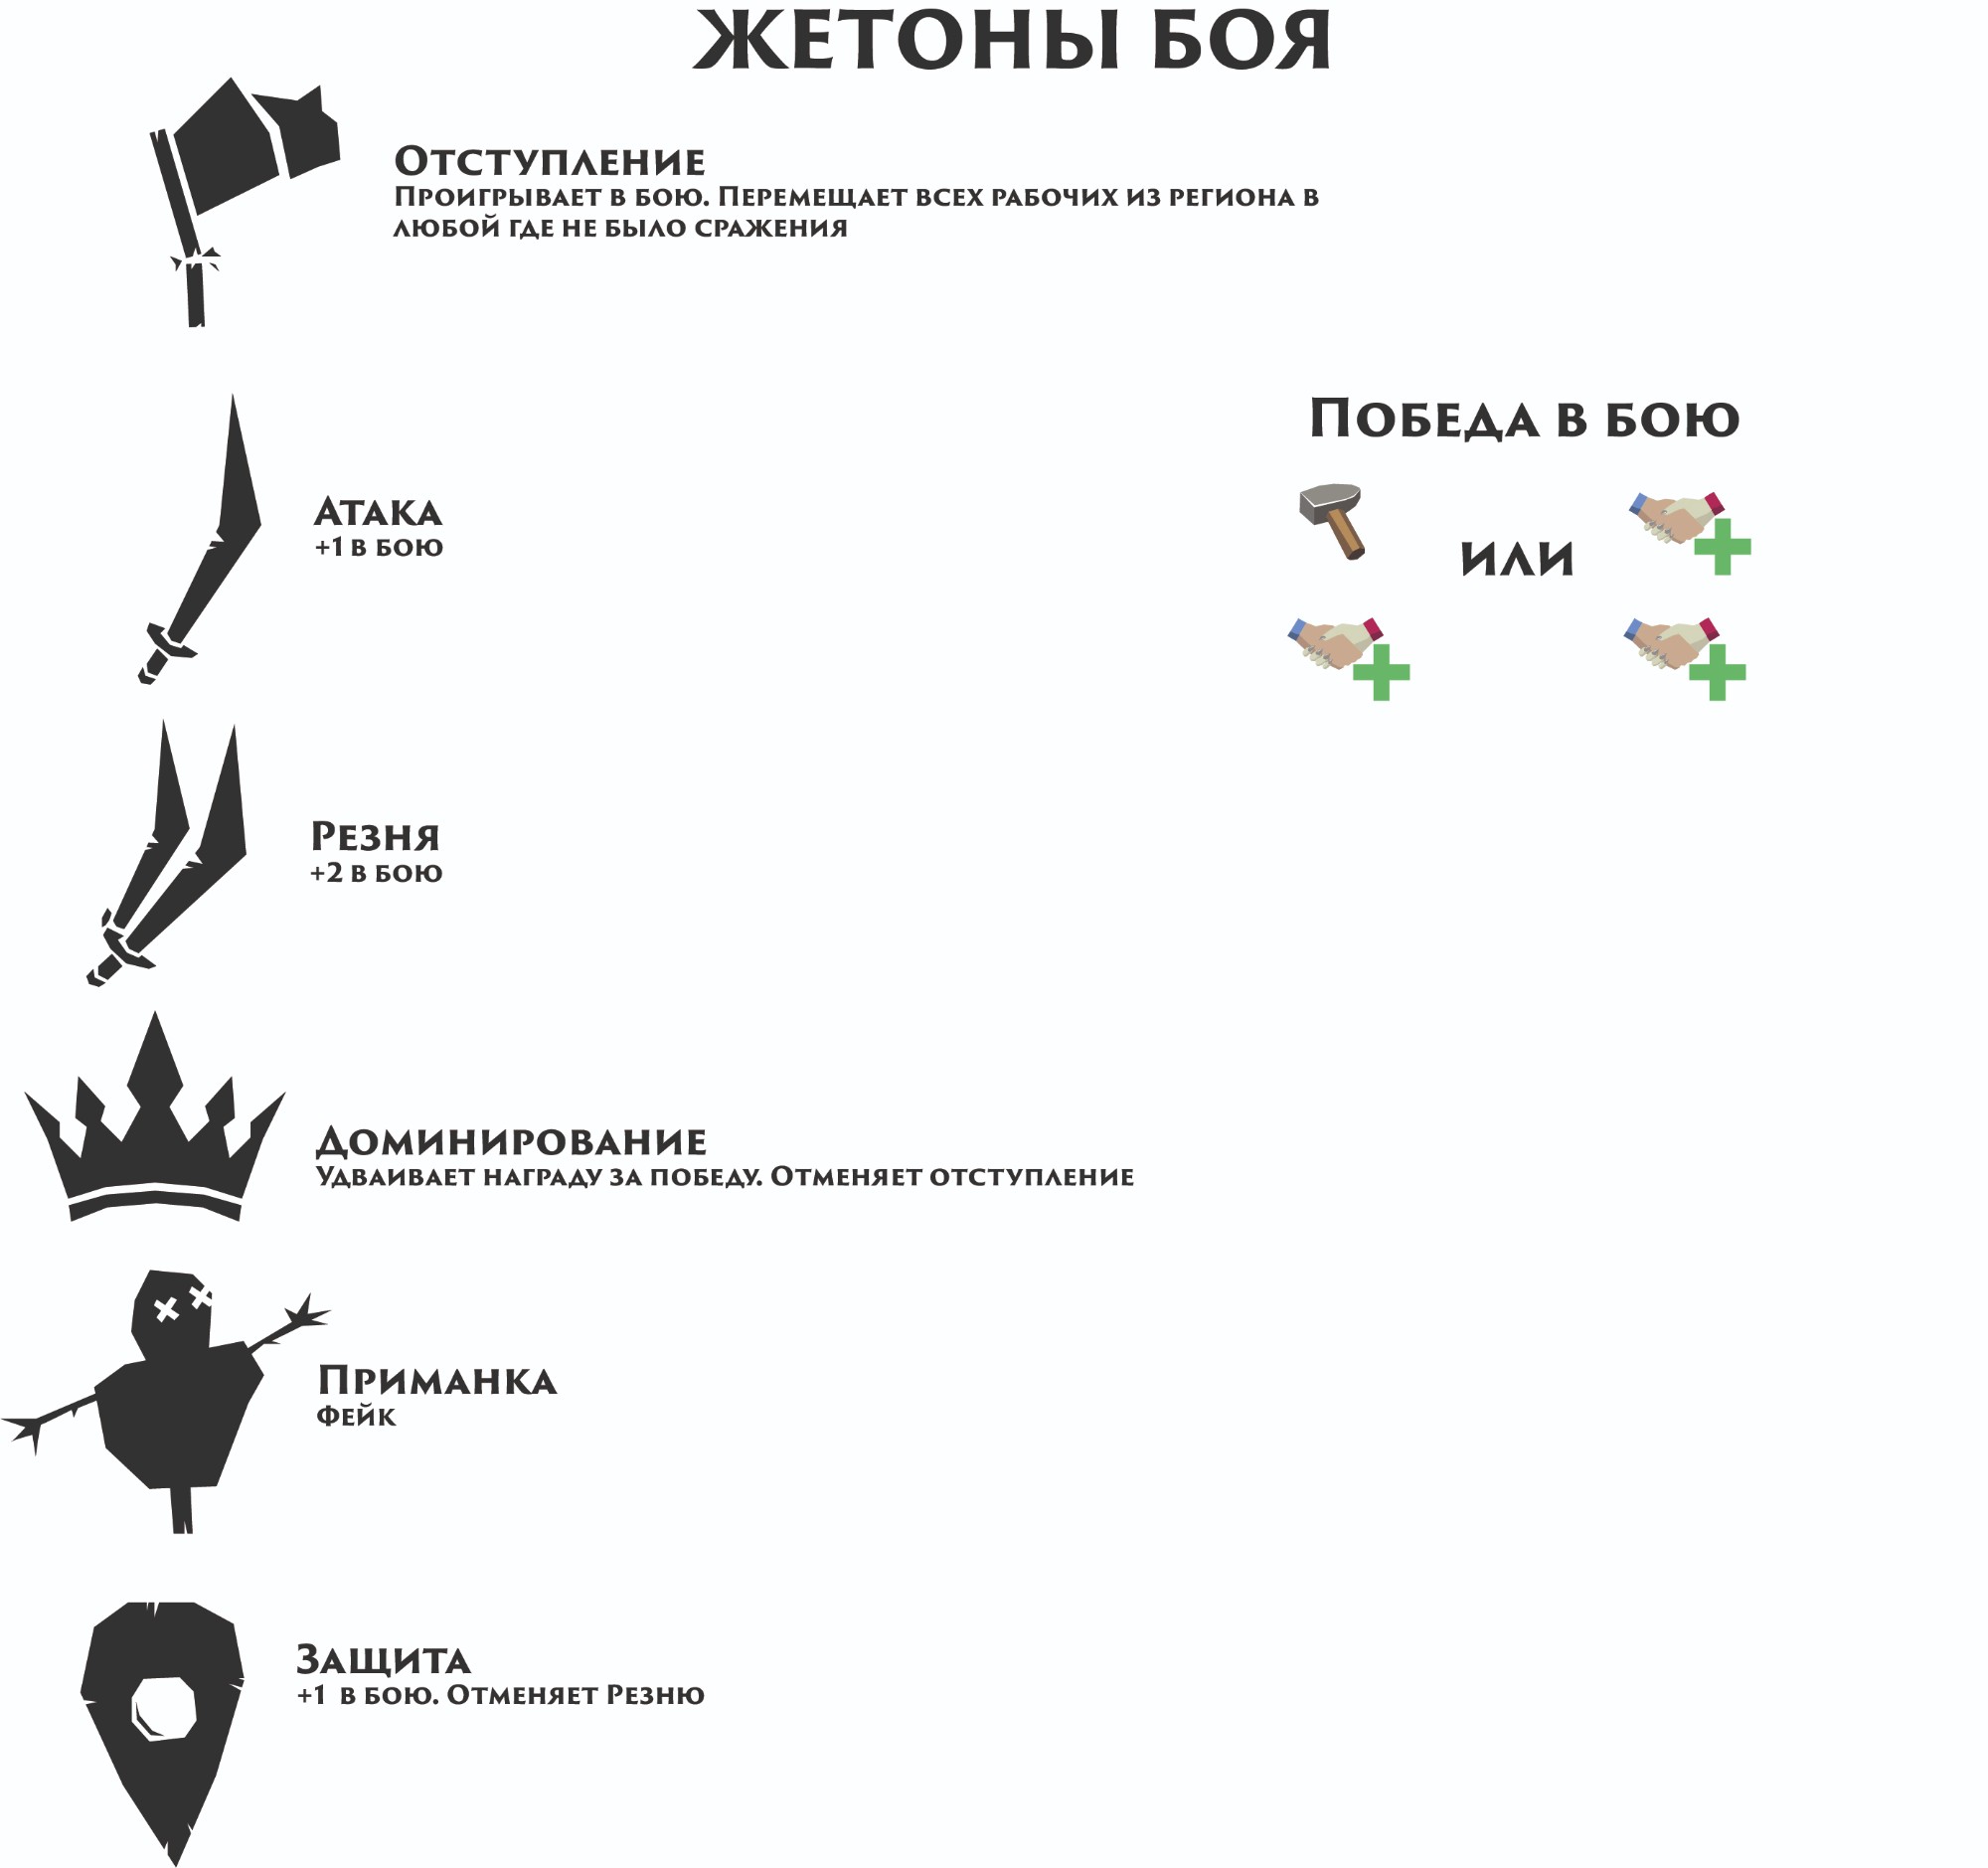 ЖЕТОНЫ БОЯ
Отступление
Проигрывает в бою. Перемещает всех рабочих из региона в
любой где не было сражения
Атака
+1 в бою
Победа в бою
или
Резня
+2 в бою
Доминирование
Удваивает награду за победу. Отменяет отступление
Приманка
фейк
Защита
+1 в бою. Отменяет Резню